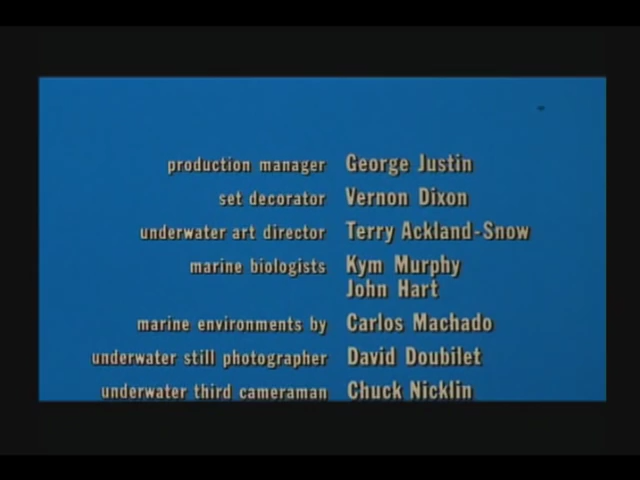 production manager George Justin
set decorator Vernon Dixon
underwater art director Terry Ackland-Snow
marine biologists Kym Murphy
John Hart
marine environments by Carlos Machado
underwater still photographer David Doubilet
underwater third cameraman Chuck Nicklin